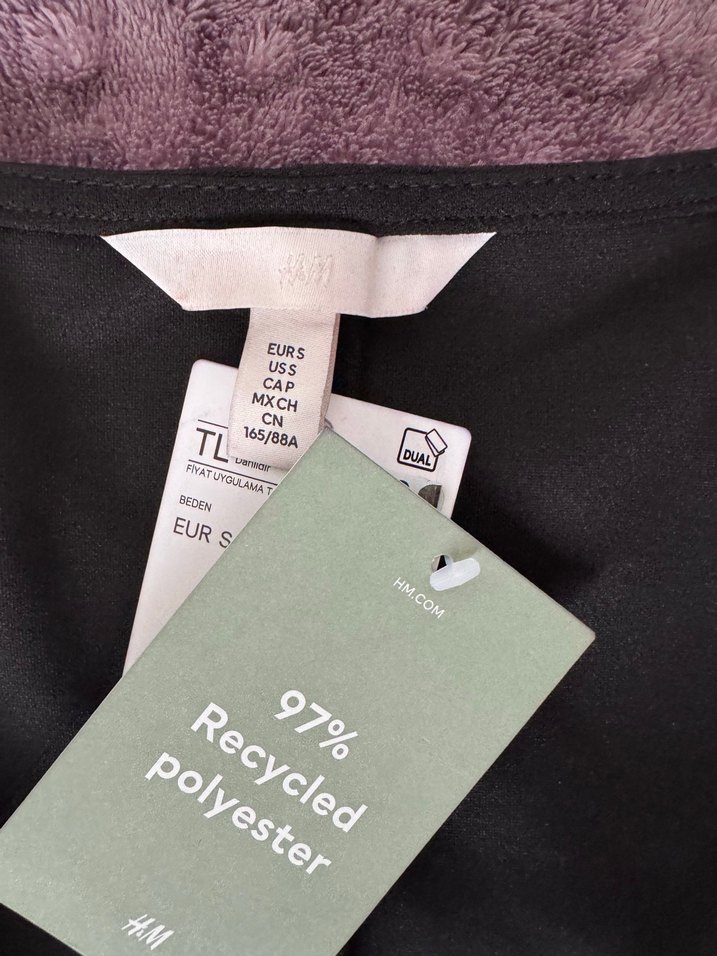 H&M
EUR S
US S
CA P
MX CH
CN
165/88A
TL
Dahildir
FİYAT UYGULAMA T
BEDEN
EUR S
DUAL
HM.COM
97%
Recycled
polyester
H&M